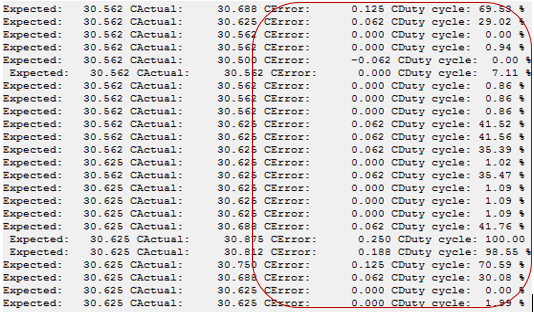 Expected: 30.562 CActual: 30.688 CError: 0.125 CDuty cycle: 69.53 %
Expected: 30.562 CActual: 30.625 CError: 0.062 CDuty cycle: 29.02 %
Expected: 30.562 CActual: 30.562 CError: 0.000 CDuty cycle: 0.00 %
Expected: 30.562 CActual: 30.562 CError: 0.000 CDuty cycle: 0.94 %
Expected: 30.562 CActual: 30.500 CError: -0.062 CDuty cycle: 0.00 %
Expected: 30.562 CActual: 30.562 CError: 0.000 CDuty cycle: 7.11 %
Expected: 30.562 CActual: 30.562 CError: 0.000 CDuty cycle: 0.86 %
Expected: 30.562 CActual: 30.562 CError: 0.000 CDuty cycle: 0.86 %
Expected: 30.562 CActual: 30.562 CError: 0.000 CDuty cycle: 0.86 %
Expected: 30.562 CActual: 30.625 CError: 0.062 CDuty cycle: 41.52 %
Expected: 30.562 CActual: 30.625 CError: 0.062 CDuty cycle: 41.56 %
Expected: 30.562 CActual: 30.625 CError: 0.062 CDuty cycle: 35.39 %
Expected: 30.625 CActual: 30.625 CError: 0.000 CDuty cycle: 1.02 %
Expected: 30.562 CActual: 30.625 CError: 0.062 CDuty cycle: 35.47 %
Expected: 30.625 CActual: 30.625 CError: 0.000 CDuty cycle: 1.09 %
Expected: 30.625 CActual: 30.625 CError: 0.000 CDuty cycle: 1.09 %
Expected: 30.625 CActual: 30.625 CError: 0.000 CDuty cycle: 1.09 %
Expected: 30.625 CActual: 30.688 CError: 0.062 CDuty cycle: 41.76 %
Expected: 30.625 CActual: 30.875 CError: 0.250 CDuty cycle: 100.00
Expected: 30.625 CActual: 30.812 CError: 0.188 CDuty cycle: 98.55 %
Expected: 30.625 CActual: 30.750 CError: 0.125 CDuty cycle: 70.59 %
Expected: 30.625 CActual: 30.688 CError: 0.062 CDuty cycle: 30.08 %
Expected: 30.625 CActual: 30.625 CError: 0.000 CDuty cycle: 0.00 %
Expected: 30.625 CActual: 30.625 CError: 0.000 CDuty cycle: 1.99 %